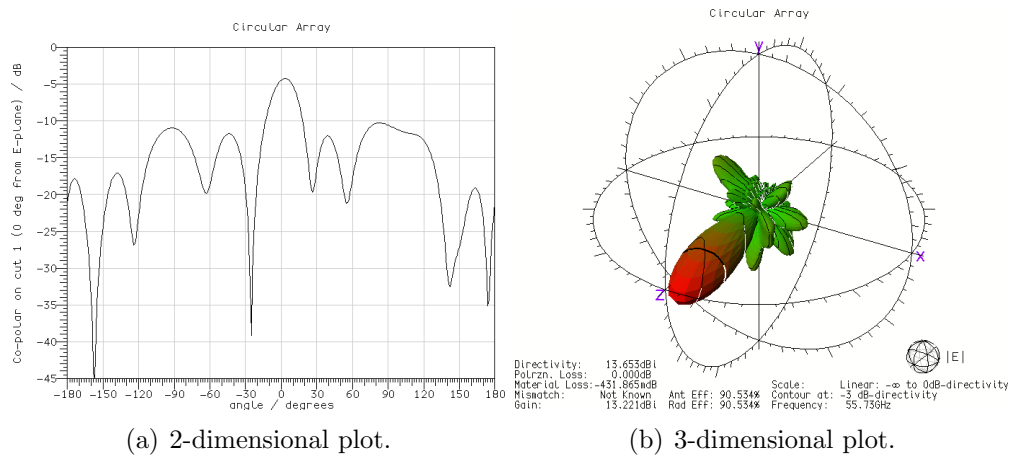 Circular Array
Co-polar on cut 1 (0 deg from E-plane) / dB
0
-5
-10
-15
-20
-25
-30
-35
-40
-45
-180 -150 -120 -90 -60 -30 0 30 60 90 120 150 180
angle / degrees
(a) 2-dimensional plot.
Circular Array
Y
X
Z
|E|
Directivity: 13.653dBi
Polrzn. Loss: 0.000dB
Material Loss:-431.865mdB Scale: Linear: -∞ to 0dB-directivity
Mismatch: Not Known Ant Eff: 90.534% Contour at: -3 dB-directivity
Gain: 13.221dBi Rad Eff: 90.534% Frequency: 55.73GHz
(b) 3-dimensional plot.